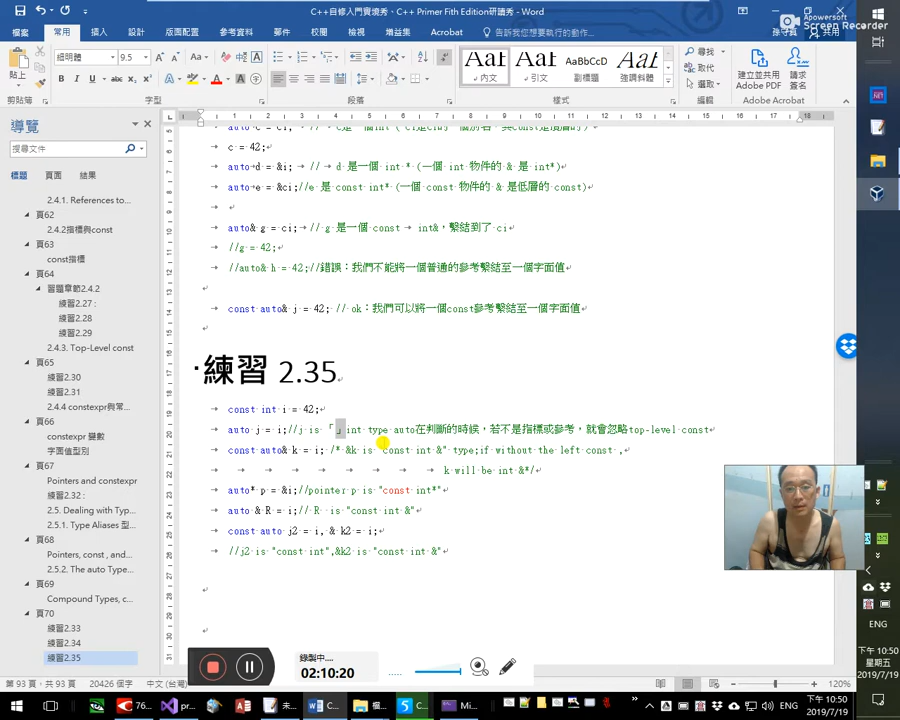 C++自修入門實境秀、C++ Primer Fith Edition研讀秀 - Word
Apowersoft
Screen Recorder
檔案 常用 插入 設計 版面配置 參考資料 郵件 校閱 檢視 增益集 Acrobat 告訴我您想要執行的動作...
共用
貼上
細明體 9.5
尋找
取代
選取
AaI 內文
AaI 引文
AaBbCcD 副標題
AaI 強調斜體
建立並共用 Adobe PDF
請求簽名
剪貼簿 字型 段落 樣式 編輯 Adobe Acrobat
導覽
搜尋文件
標題 頁面 結果
2.4.1. References to...
頁62
2.4.2指標與const
頁63
const指標
頁64
習題章節2.4.2
練習2.27 :
練習2.28
練習2.29
2.4.3. Top-Level const
頁65
練習2.30
練習2.31
2.4.4 constexpr與常...
頁66
constexpr 變數
字面值型別
頁67
Pointers and constexpr
練習2.32 :
2.5. Dealing with Typ...
2.5.1. Type Aliases 型...
頁68
Pointers, const , and...
2.5.2. The auto Type...
頁69
Compound Types, c...
頁70
練習2.33
練習2.34
練習2.35
c = 42;
auto d = &i; // d 是一個 int * (一個 int 物件的 & 是 int*)
auto e = &ci;//e 是 const int* (一個 const 物件的 & 是低層的 const)
auto& g = ci;// g 是一個 const int&，繫結到了 ci
//g = 42;
//auto& h = 42;//錯誤：我們不能將一個普通的參考繫結至一個字面值
const auto& j = 42; // ok：我們可以將一個const參考繫結至一個字面值
練習 2.35
const int i = 42;
auto j = i;//j is 「」int type auto在判斷的時候，若不是指標或參考，就會忽略top-level const
const auto& k = i; /* &k is "const int &" type;if without the left const ,
k will be int &*/
auto* p = &i;//pointer p is "const int*"
auto & R = i;// R is "const int &"
const auto j2 = i, & k2 = i;
//j2 is "const int",&k2 is "const int &"
錄製中....
02:10:20
ENG
下午 10:50
星期五
2019/7/19
第 93 頁，共 93 頁 20426 個字 中文 (台灣)
120%
76...
未...
C...
檔...
C...
Mi...
ENG
下午 10:50
2019/7/19